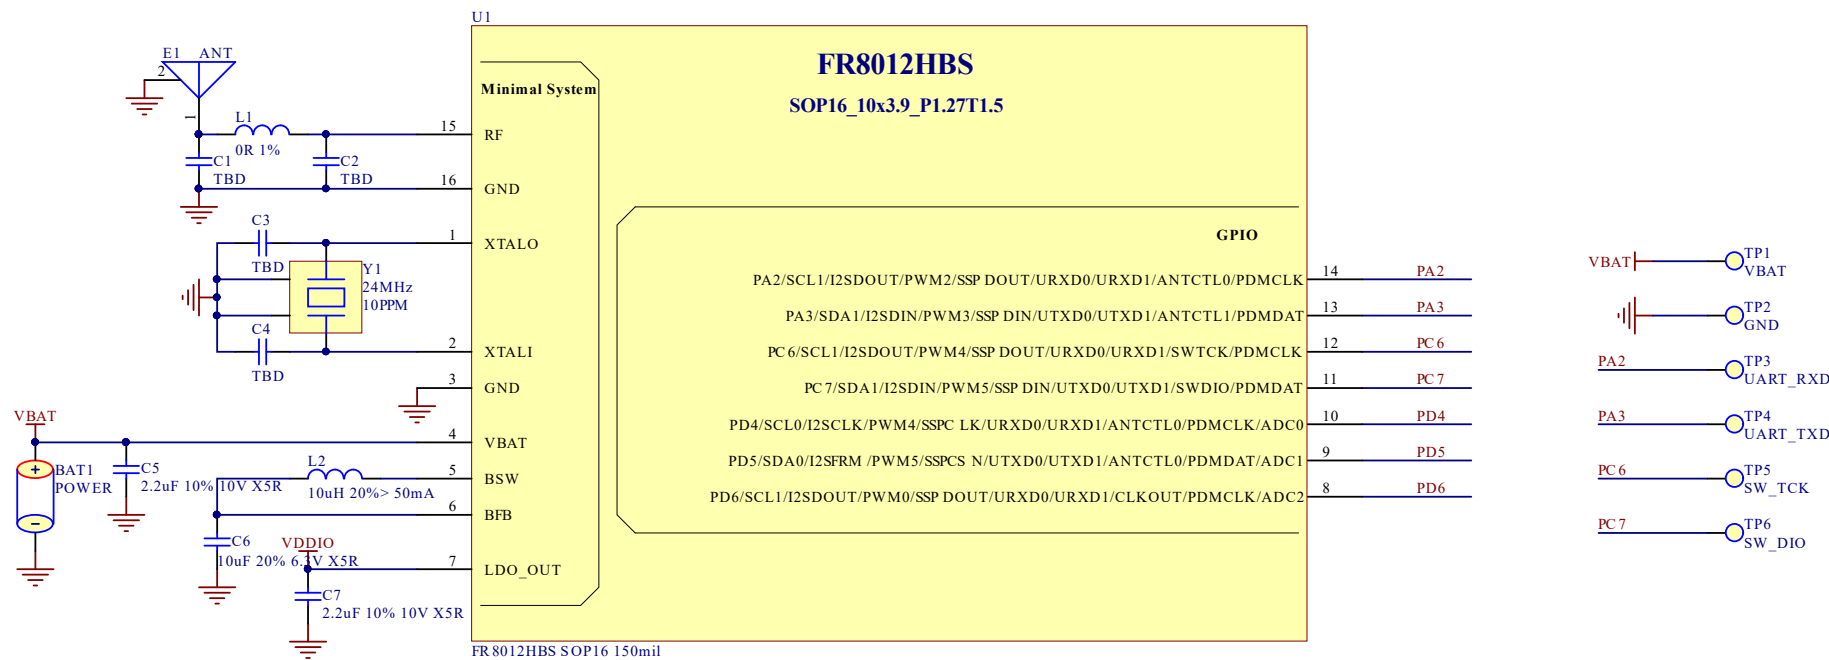 U1
FR8012HBS
SOP16_10x3.9_P1.27T1.5
Minimal System
E1 ANT
2
1
L1
0R 1%
C1
TBD
C2
TBD
15 RF
16 GND
C3
TBD
1 XTALO
Y1
24MHz
10PPM
C4
TBD
2 XTALI
3 GND
VBAT
4 VBAT
BAT1
POWER
C5
2.2uF 10% 10V X5R
L2
10uH 20%> 50mA
5 BSW
6 BFB
C6
10uF 20% 6.3V X5R
VDDIO
7 LDO_OUT
C7
2.2uF 10% 10V X5R
GPIO
PA2/SCL1/I2SDOUT/PWM2/SSP DOUT/URXD0/URXD1/ANTCTL0/PDMCLK 14 PA2
PA3/SDA1/I2SDIN/PWM3/SSP DIN/UTXD0/UTXD1/ANTCTL1/PDMDAT 13 PA3
PC6/SCL1/I2SDOUT/PWM4/SSP DOUT/URXD0/URXD1/SWTCK/PDMCLK 12 PC6
PC7/SDA1/I2SDIN/PWM5/SSP DIN/UTXD0/UTXD1/SWDIO/PDMDAT 11 PC7
PD4/SCL0/I2SCLK/PWM4/SSPC LK/URXD0/URXD1/ANTCTL0/PDMCLK/ADC0 10 PD4
PD5/SDA0/I2SFRM /PWM5/SSPCS N/UTXD0/UTXD1/ANTCTL0/PDMDAT/ADC1 9 PD5
PD6/SCL1/I2SDOUT/PWM0/SSP DOUT/URXD0/URXD1/CLKOUT/PDMCLK/ADC2 8 PD6
FR8012HBS SOP16 150mil
VBAT TP1
VBAT
TP2
GND
PA2 TP3
UART_RXD
PA3 TP4
UART_TXD
PC6 TP5
SW_TCK
PC7 TP6
SW_DIO